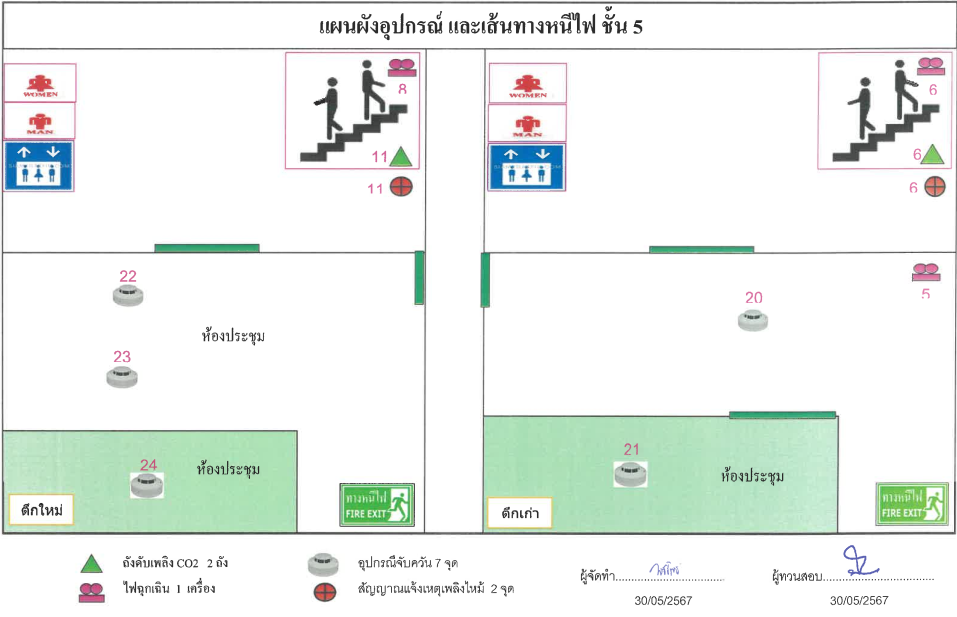 แผนผังอุปกรณ์ และเส้นทางหนีไฟ ชั้น 5
WOMEN
MAN
8
11
11
WOMEN
MAN
6
6
6
22
ห้องประชุม
23
24
ห้องประชุม
ตึกใหม่
ทางหนีไฟ
FIRE EXIT
20
5
21
ห้องประชุม
ตึกเก่า
ทางหนีไฟ
FIRE EXIT
ถังดับเพลิง CO2 2 ถัง
ไฟฉุกเฉิน 1 เครื่อง
อุปกรณ์จับควัน 7 จุด
สัญญาณแจ้งเหตุเพลิงไหม้ 2 จุด
ผู้จัดทำ
30/05/2567
ผู้ทวนสอบ
30/05/2567